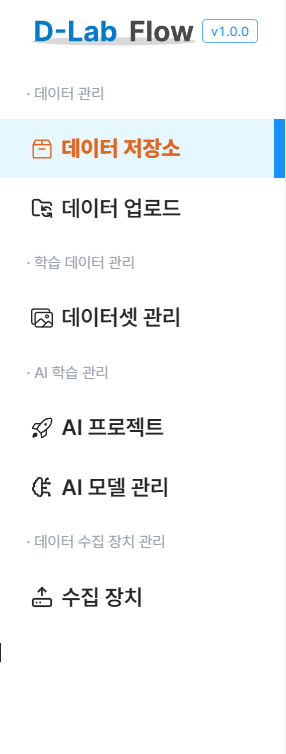 D-Lab Flow v1.0.0
· 데이터 관리
데이터 저장소
데이터 업로드
· 학습 데이터 관리
데이터셋 관리
· AI 학습 관리
AI 프로젝트
AI 모델 관리
· 데이터 수집 장치 관리
수집 장치